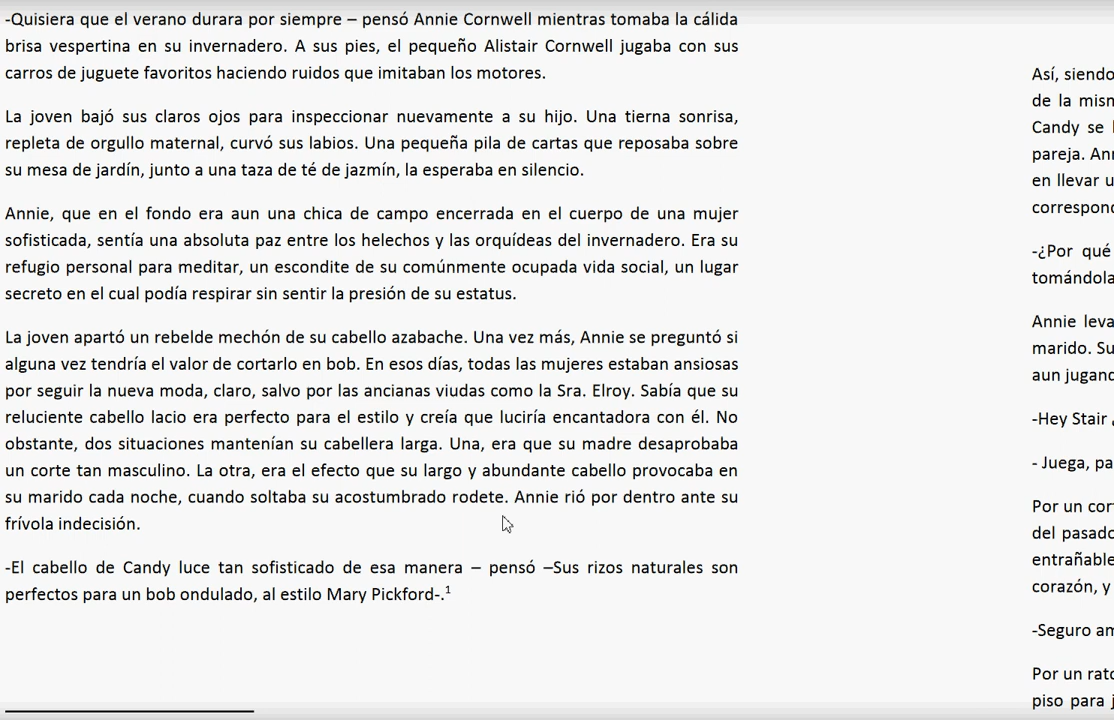 -Quisiera que el verano durara por siempre – pensó Annie Cornwell mientras tomaba la cálida
brisa vespertina en su invernadero. A sus pies, el pequeño Alistair Cornwell jugaba con sus
carros de juguete favoritos haciendo ruidos que imitaban los motores.
La joven bajó sus claros ojos para inspeccionar nuevamente a su hijo. Una tierna sonrisa,
repleta de orgullo maternal, curvó sus labios. Una pequeña pila de cartas que reposaba sobre
su mesa de jardín, junto a una taza de té de jazmín, la esperaba en silencio.
Annie, que en el fondo era aun una chica de campo encerrada en el cuerpo de una mujer
sofisticada, sentía una absoluta paz entre los helechos y las orquídeas del invernadero. Era su
refugio personal para meditar, un escondite de su comúnmente ocupada vida social, un lugar
secreto en el cual podía respirar sin sentir la presión de su estatus.
La joven apartó un rebelde mechón de su cabello azabache. Una vez más, Annie se preguntó si
alguna vez tendría el valor de cortarlo en bob. En esos días, todas las mujeres estaban ansiosas
por seguir la nueva moda, claro, salvo por las ancianas viudas como la Sra. Elroy. Sabía que su
reluciente cabello lacio era perfecto para el estilo y creía que luciría encantadora con él. No
obstante, dos situaciones mantenían su cabellera larga. Una, era que su madre desaprobaba
un corte tan masculino. La otra, era el efecto que su largo y abundante cabello provocaba en
su marido cada noche, cuando soltaba su acostumbrado rodete. Annie rió por dentro ante su
frívola indecisión.
-El cabello de Candy luce tan sofisticado de esa manera – pensó –Sus rizos naturales son
perfectos para un bob ondulado, al estilo Mary Pickford-.¹
Así, siendo
de la
Candy se
pareja.
en llevar
-¿Por qué
Annie
marido.
aun
-Hey Stair
- Juega,
Por un
del
corazón, y
-Seguro
Por un
piso para